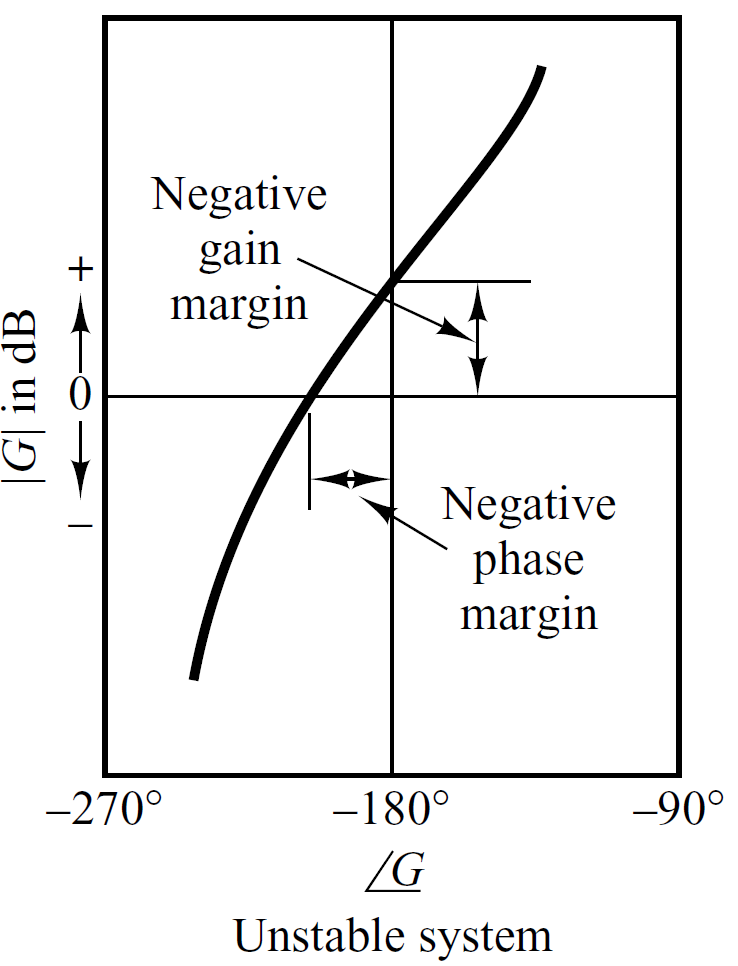 Negative
gain
margin
+
0
–
|G| in dB
Negative
phase
margin
–270°
–180°
–90°
∠G
Unstable system